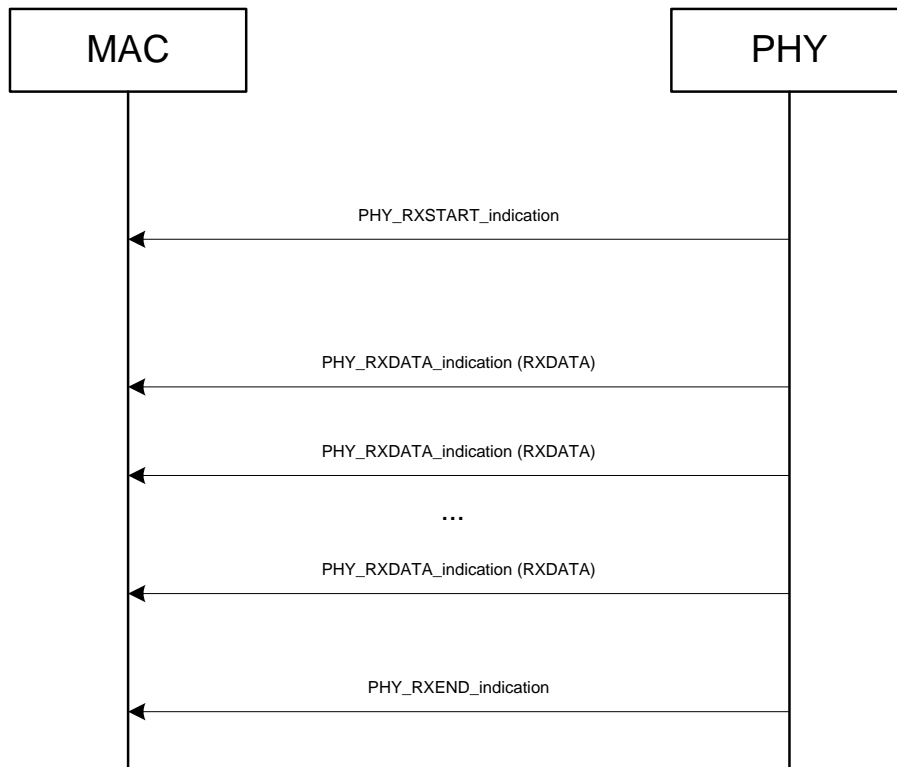 MAC
PHY
PHY_RXSTART_indication
PHY_RXDATA_indication (RXDATA)
PHY_RXDATA_indication (RXDATA)
...
PHY_RXDATA_indication (RXDATA)
PHY_RXEND_indication